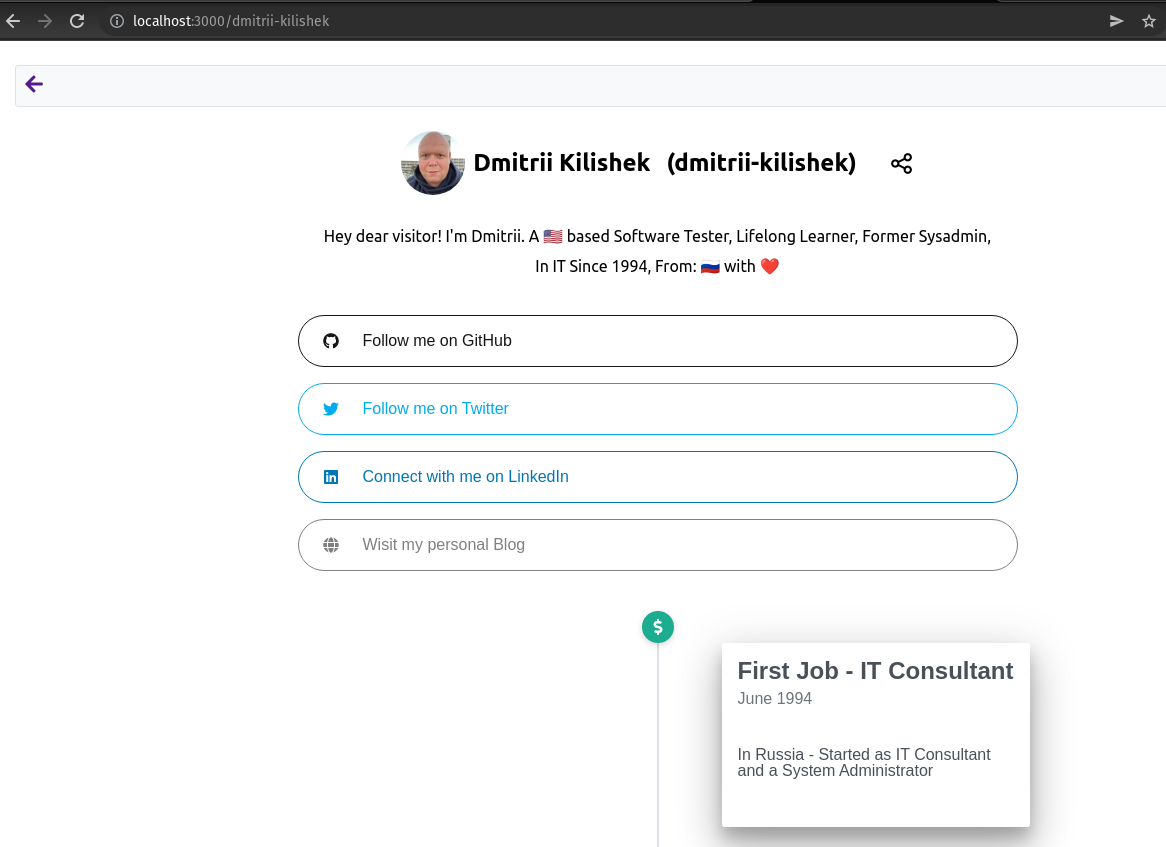 localhost:3000/dmitrii-kilishek
Dmitrii Kilishek (dmitrii-kilishek)
Hey dear visitor! I'm Dmitrii. A 🇺🇸 based Software Tester, Lifelong Learner, Former Sysadmin,
In IT Since 1994, From: 🇷🇺 with ❤️
Follow me on GitHub
Follow me on Twitter
Connect with me on LinkedIn
Wisit my personal Blog
$
First Job - IT Consultant
June 1994
In Russia - Started as IT Consultant
and a System Administrator